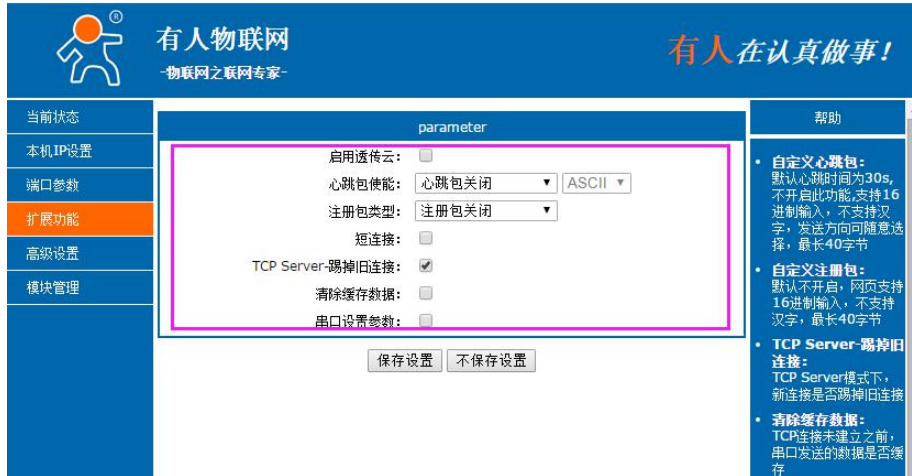 ®
有人物联网
-物联网之联网专家-
有人在认真做事!
当前状态
本机IP设置
端口参数
扩展功能
高级设置
模块管理
parameter
启用透传云:
心跳包使能: 心跳包关闭 ASCII
注册包类型: 注册包关闭
短连接:
TCP Server-踢掉旧连接:
清除缓存数据:
串口设置参数:
保存设置 不保存设置
帮助
• 自定义心跳包:
默认心跳时间为30s,
不开启此功能,支持16
进制输入，不支持汉
字，发送方向可随意选
择，最长40字节
• 自定义注册包:
默认不开启，网页支持
16进制输入，不支持
汉字，最长40字节
• TCP Server-踢掉旧
连接:
TCP Server模式下，
新连接是否踢掉旧连接
• 清除缓存数据:
TCP连接未建立之前，
串口发送的数据是否缓
存